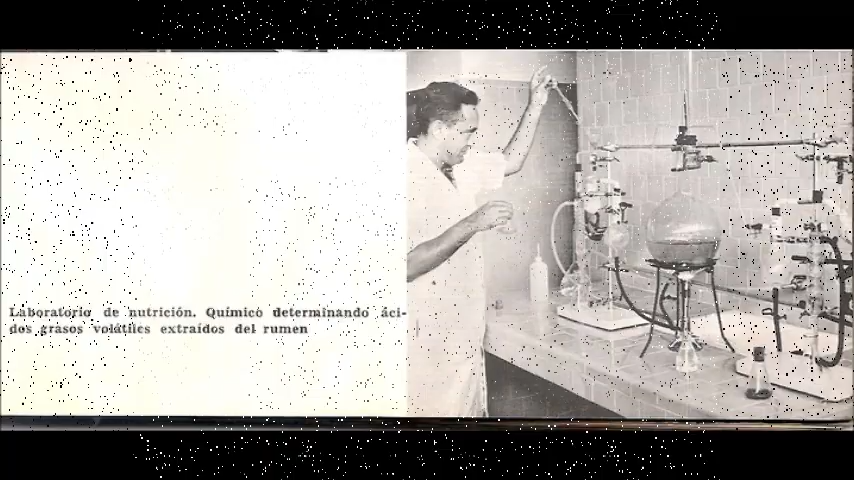 Laboratorio de nutrición. Químico determinando áci-
dos grasos volátiles extraídos del rumen